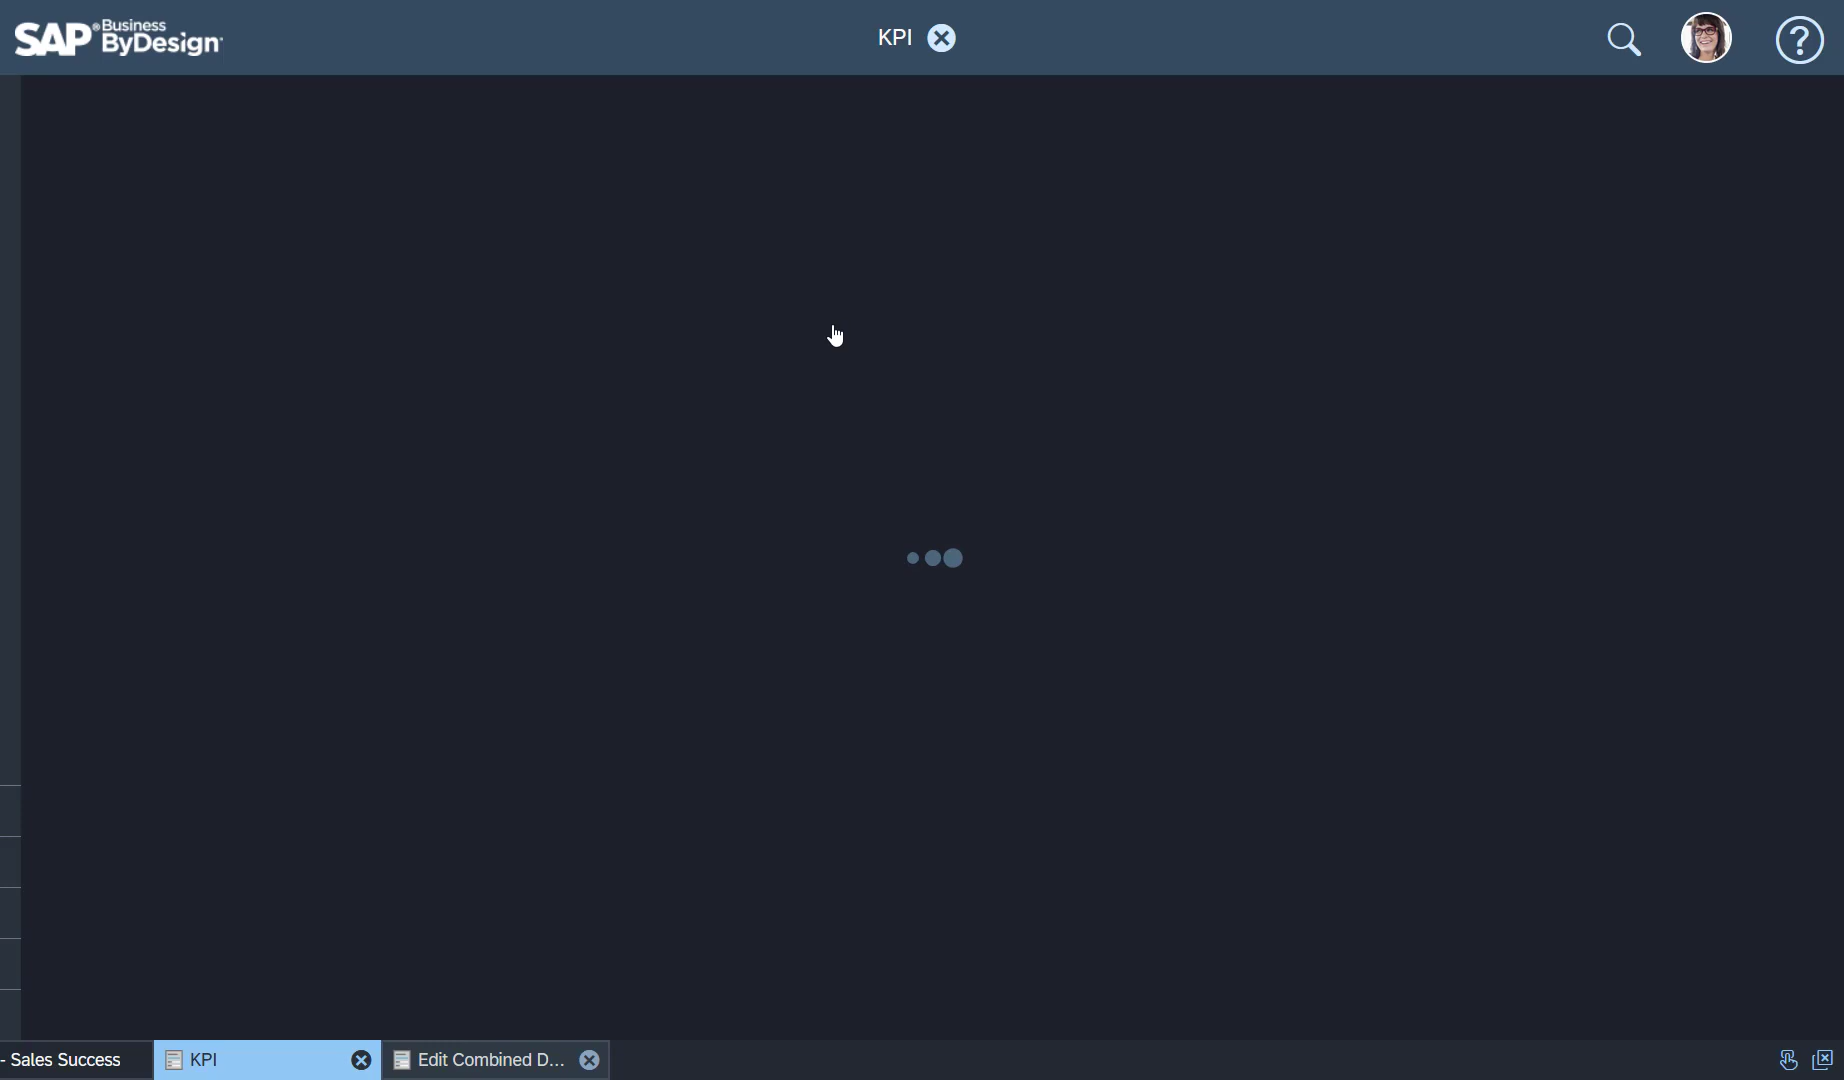 SAP® Business
ByDesign
KPI
?
- Sales Success
KPI
Edit Combined D...